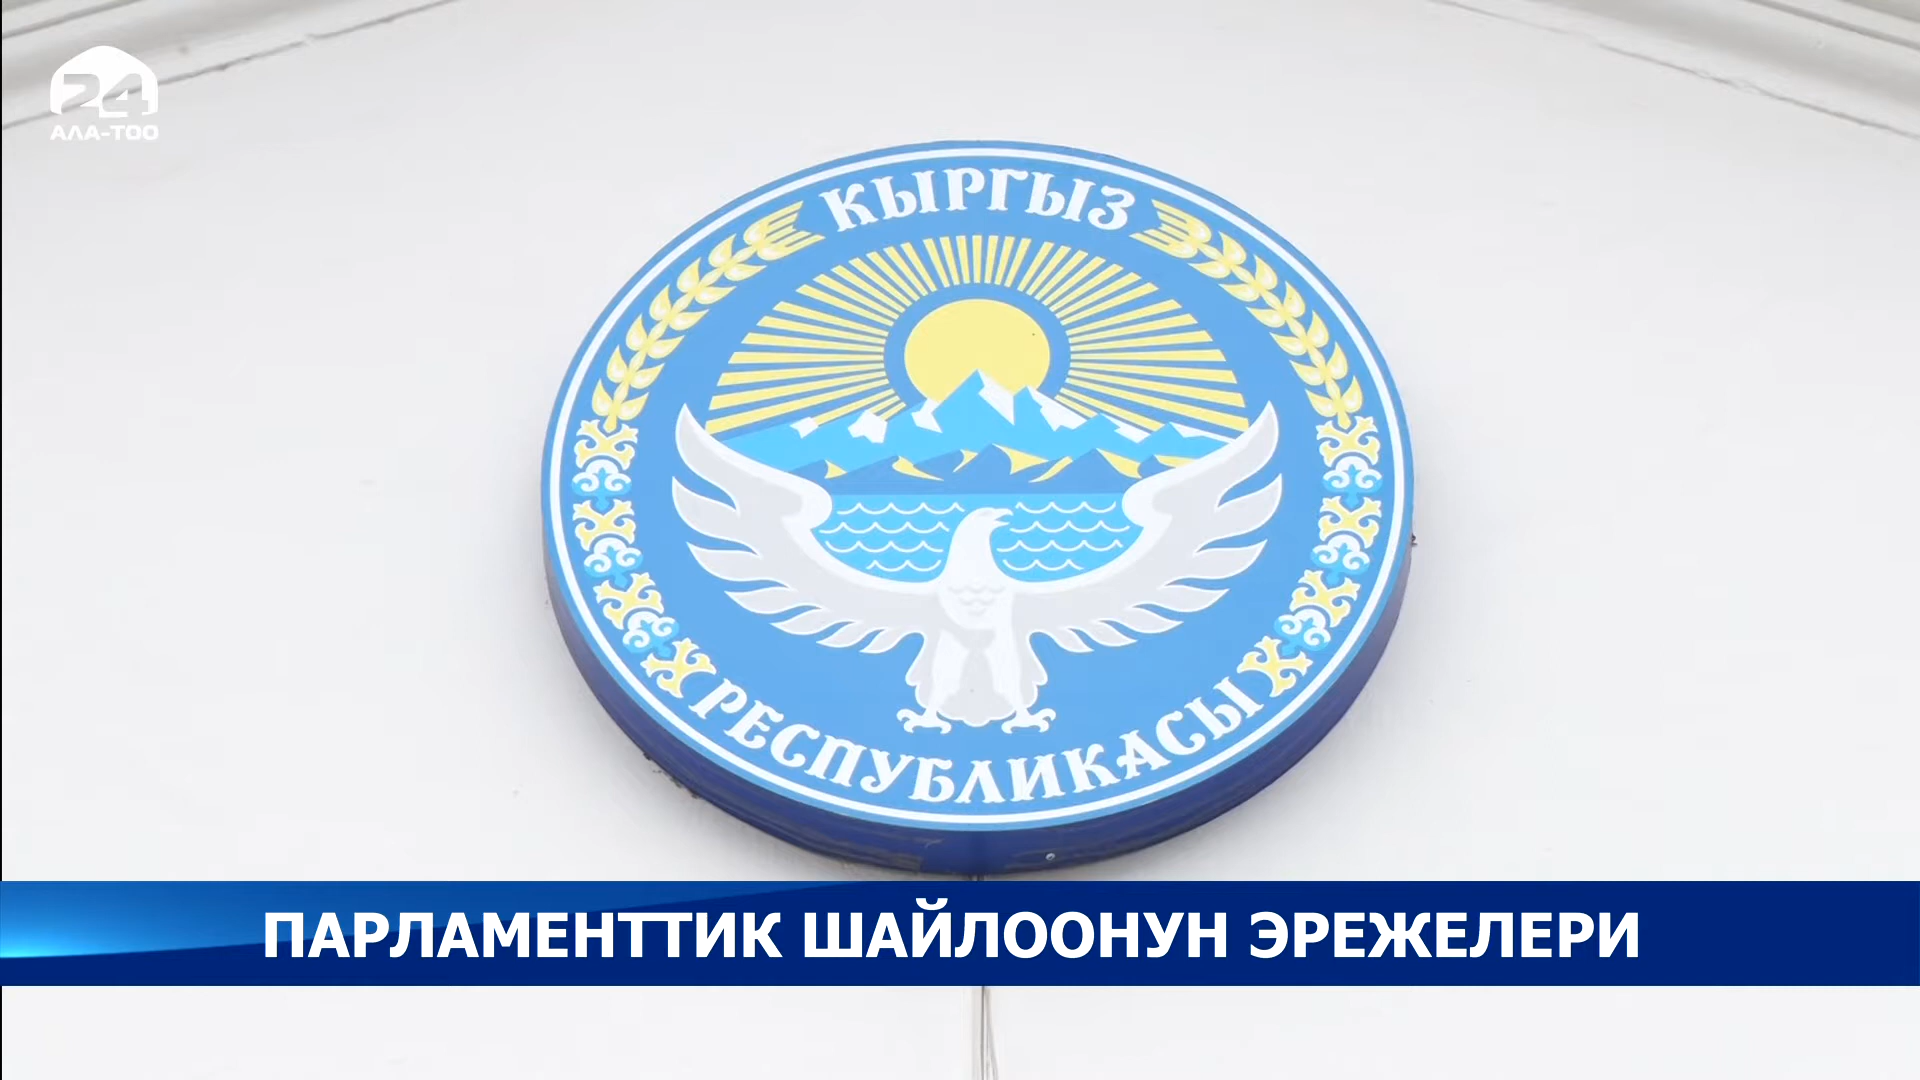 24
АЛА-ТОО
КЫРГЫЗ
РЕСПУБЛИКАСЫ
ПАРЛАМЕНТТИК ШАЙЛООНУН ЭРЕЖЕЛЕРИ